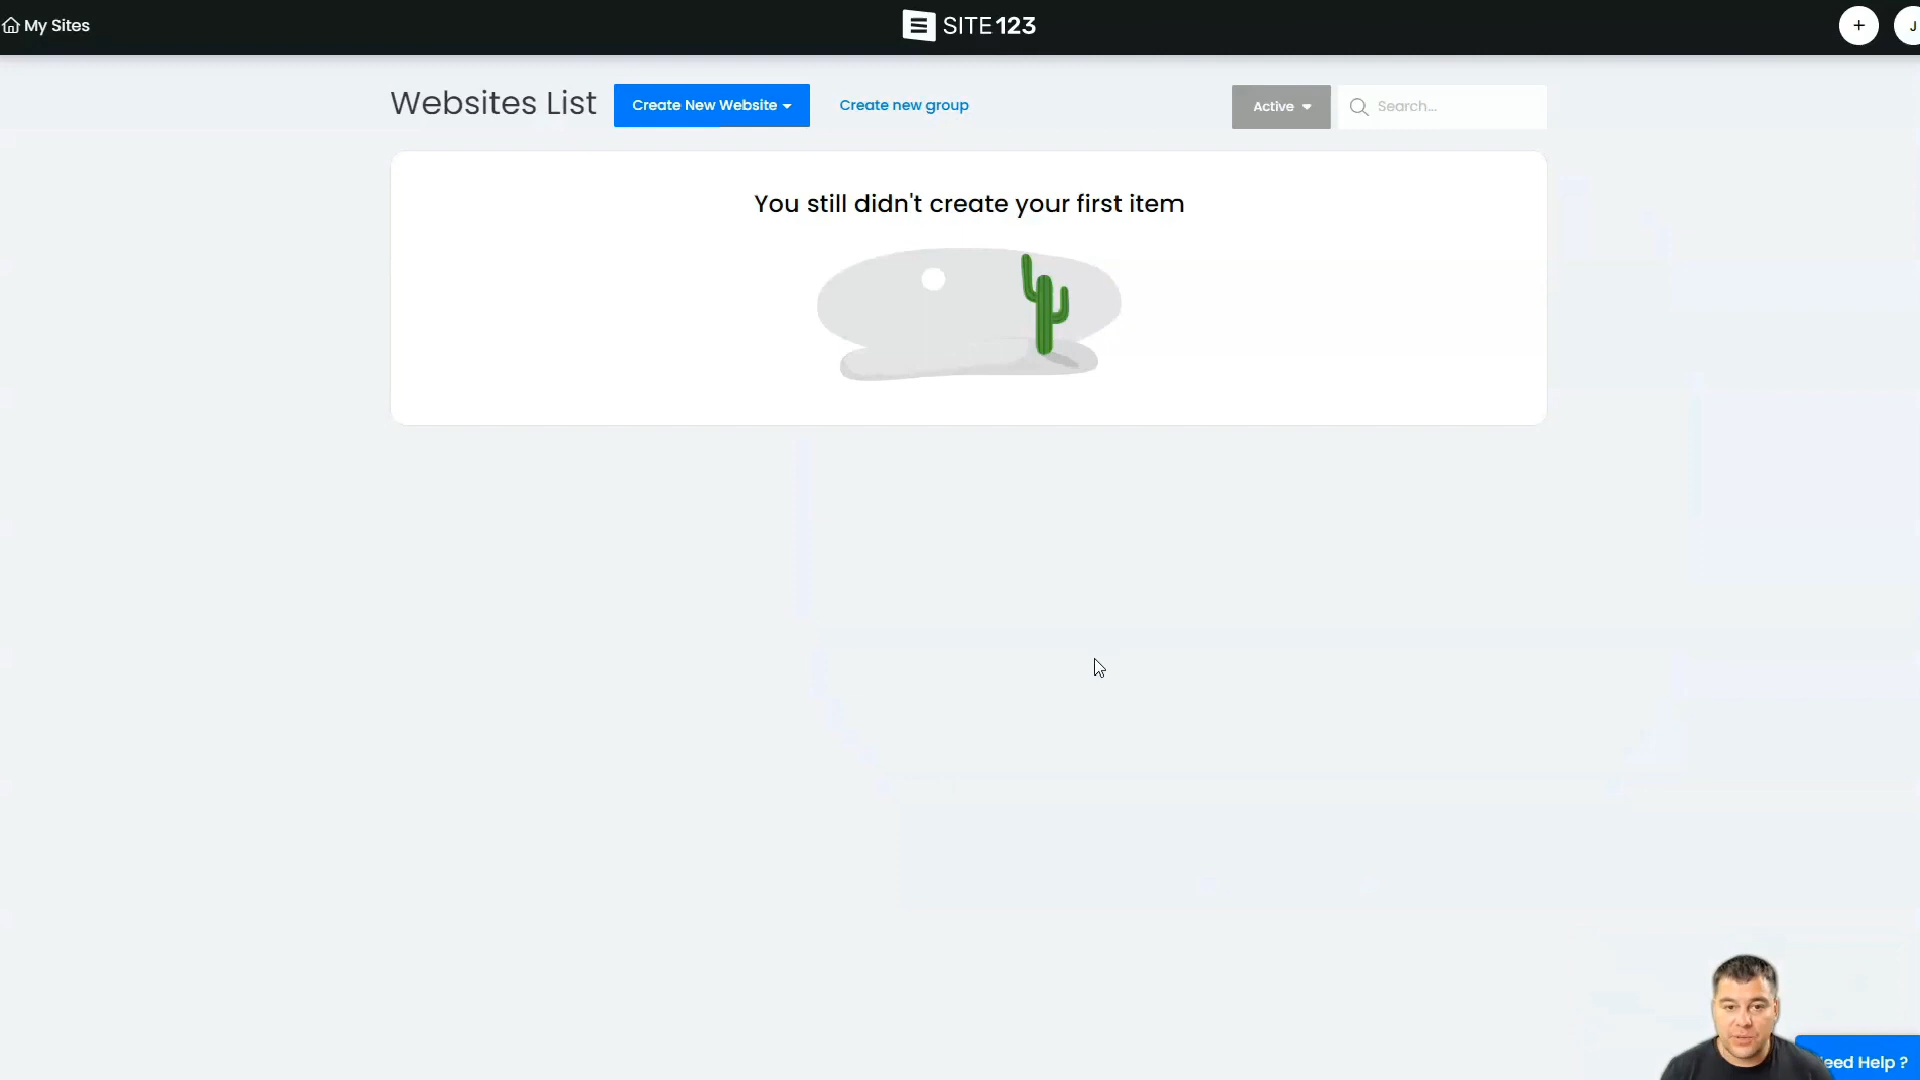 My Sites
SITE123
+
J
Websites List
Create New Website
Create new group
Active
Search...
You still didn't create your first item
eed Help ?